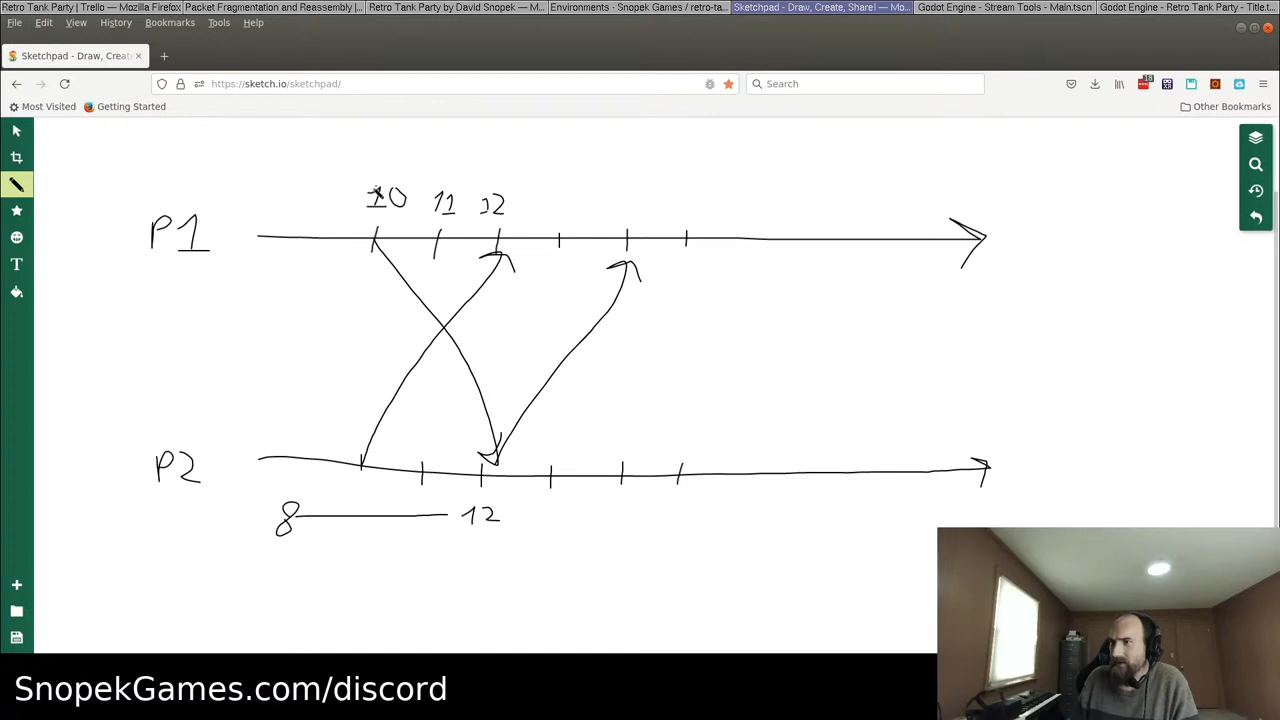 Retro Tank Party | Trello — Mozilla Firefox Packet Fragmentation and Reassembly |... Retro Tank Party by David Snopek — M... Environments · Snopek Games / retro-ta... Sketchpad - Draw, Create, Share! — Mo... Godot Engine - Stream Tools - Main.tscn Godot Engine - Retro Tank Party - Title.t...
File Edit View History Bookmarks Tools Help
Sketchpad - Draw, Creat
https://sketch.io/sketchpad/ Search
18
Most Visited Getting Started Other Bookmarks
10 11 12
P1
P2
8 12
SnopekGames.com/discord